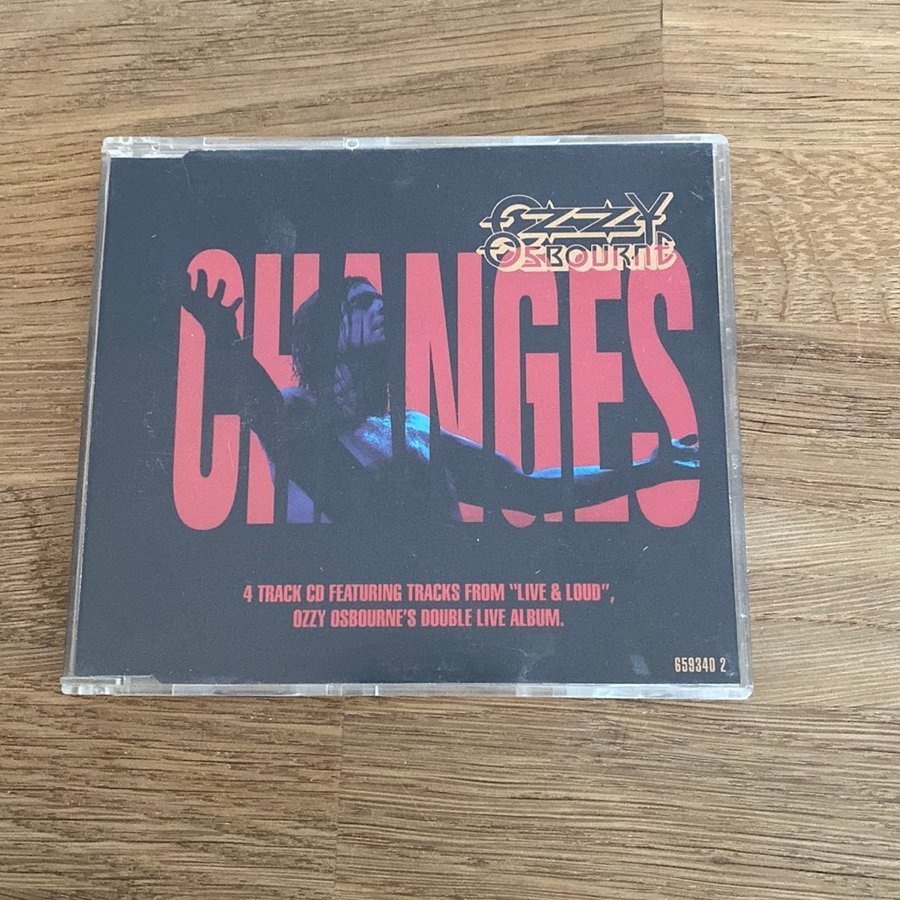 OZZY
OSBOURNE
CHANGES
4 TRACK CD FEATURING TRACKS FROM "LIVE & LOUD",
OZZY OSBOURNE'S DOUBLE LIVE ALBUM.
659340 2